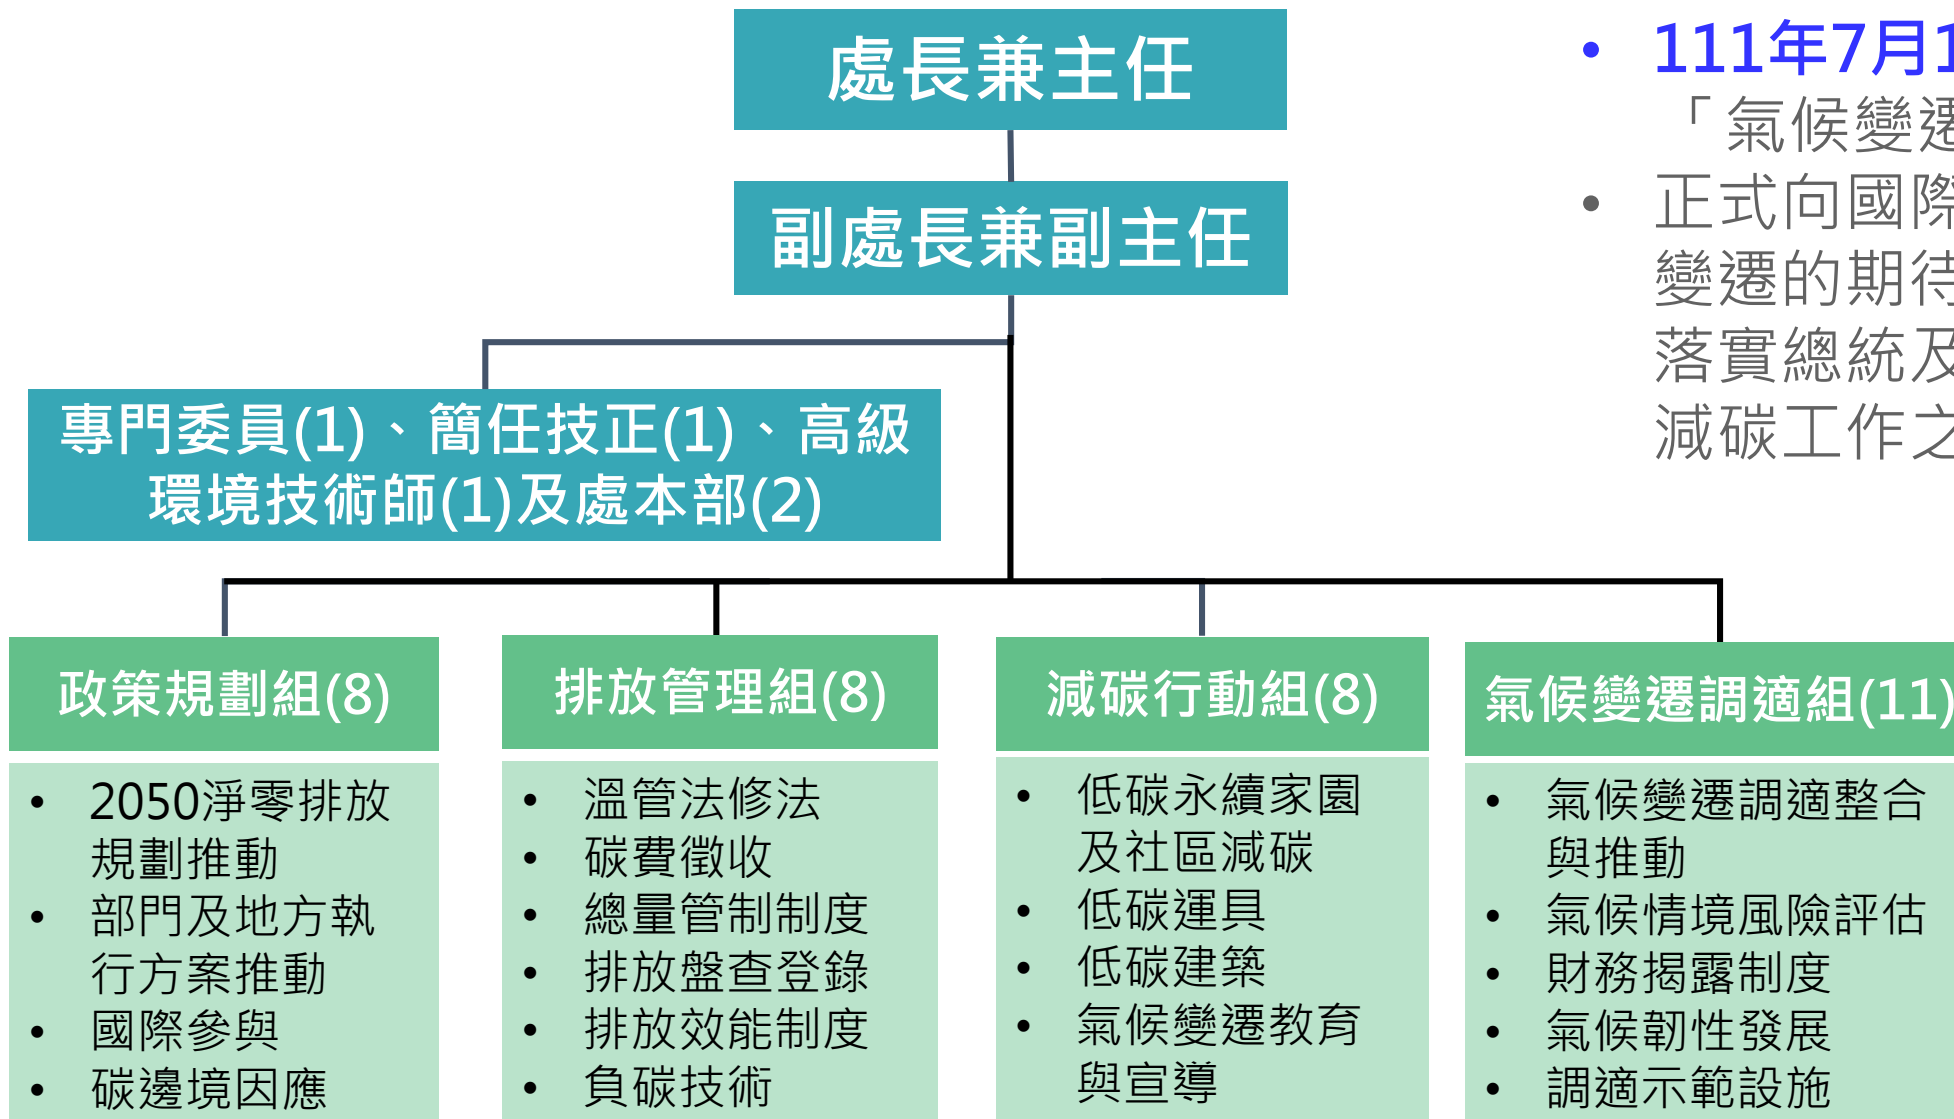 處長兼主任
副處長兼副主任
專門委員(1)、簡任技正(1)、高級
環境技術師(1)及處本部(2)
• 111年7月1
「氣候變遷
• 正式向國際
變遷的期待
落實總統及
減碳工作之
政策規劃組(8)
• 2050淨零排放
規劃推動
• 部門及地方執
行方案推動
• 國際參與
• 碳邊境因應
排放管理組(8)
• 溫管法修法
• 碳費徵收
• 總量管制制度
• 排放盤查登錄
• 排放效能制度
• 負碳技術
減碳行動組(8)
• 低碳永續家園
及社區減碳
• 低碳運具
• 低碳建築
• 氣候變遷教育
與宣導
氣候變遷調適組(11)
• 氣候變遷調適整合
與推動
• 氣候情境風險評估
• 財務揭露制度
• 氣候韌性發展
• 調適示範設施